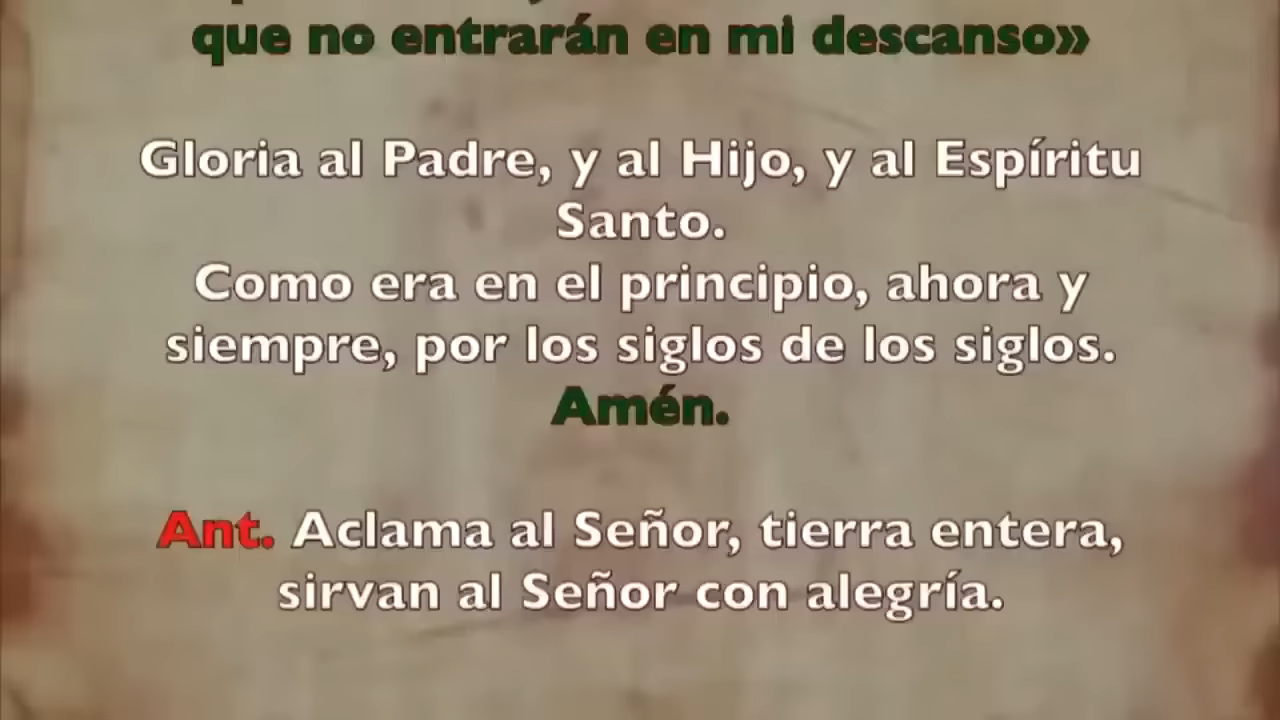 que no entrarán en mi descanso»
Gloria al Padre, y al Hijo, y al Espíritu
Santo.
Como era en el principio, ahora y
siempre, por los siglos de los siglos.
Amén.
Ant. Aclama al Señor, tierra entera,
sirvan al Señor con alegría.